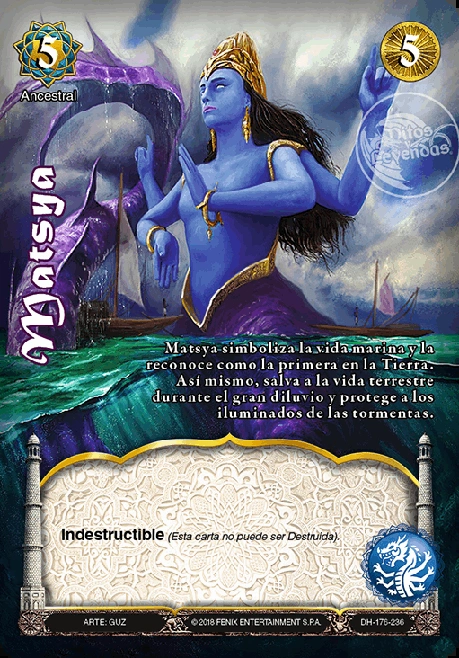 5
5
Ancestral
Mitos
Leyendas
Matsya
Matsya simboliza la vida marina y la
reconoce como la primera en la Tierra.
Así mismo, salva a la vida terrestre
durante el gran diluvio y protege a los
iluminados de las tormentas.
Indestructible (Esta carta no puede ser Destruida).
ARTE: GUZ
©2018 FENIX ENTERTAINMENT S.P.A.
DH-176-236